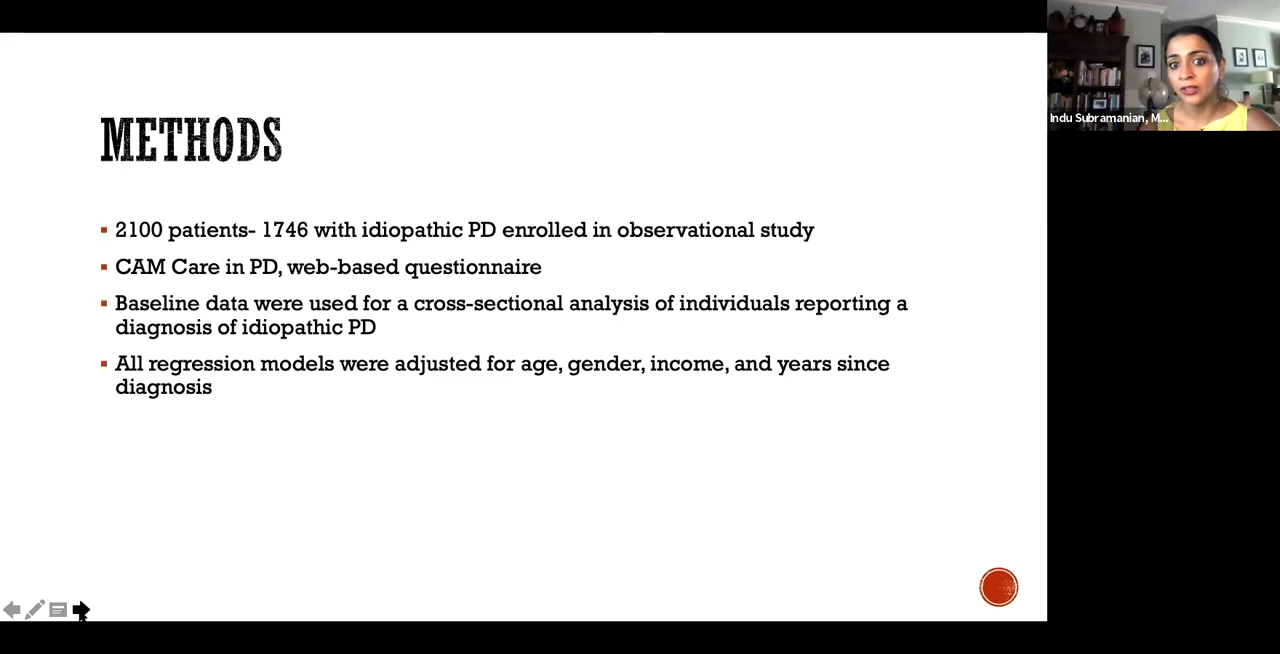 METHODS
2100 patients- 1746 with idiopathic PD enrolled in observational study
CAM Care in PD, web-based questionnaire
Baseline data were used for a cross-sectional analysis of individuals reporting a
diagnosis of idiopathic PD
All regression models were adjusted for age, gender, income, and years since
diagnosis
Indu Subramanian, M...